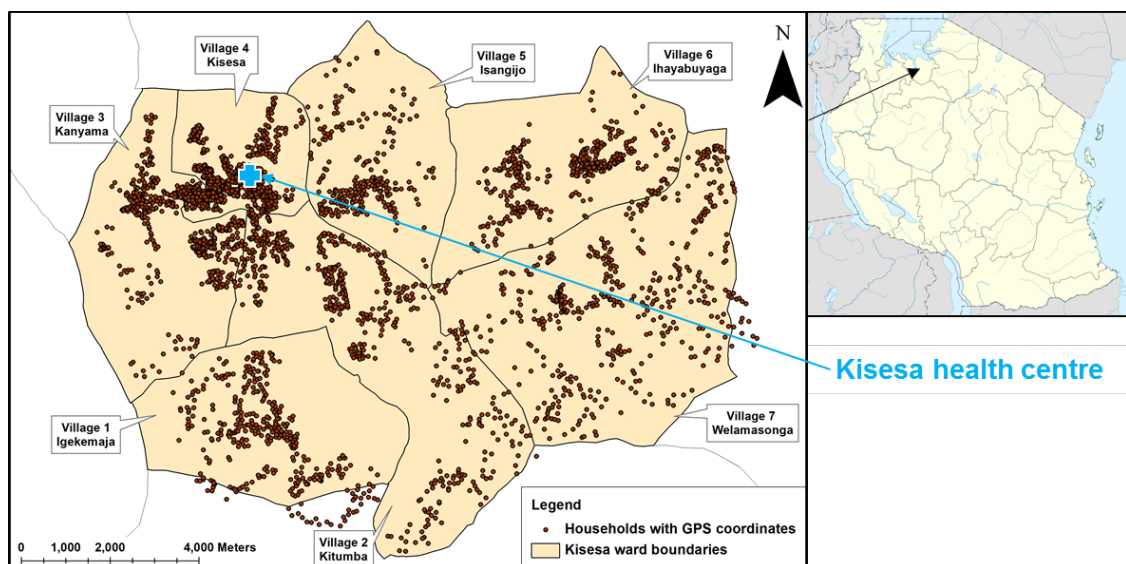 Village 4
Kisesa
Village 5
Isangijo
Village 6
Ihayabuyaga
N
Village 3
Kanyama
Kisesa health centre
Village 1
Igekemaja
Village 7
Welamasonga
Village 2
Kitumba
Legend
Households with GPS coordinates
Kisesa ward boundaries
0 1,000 2,000 4,000 Meters